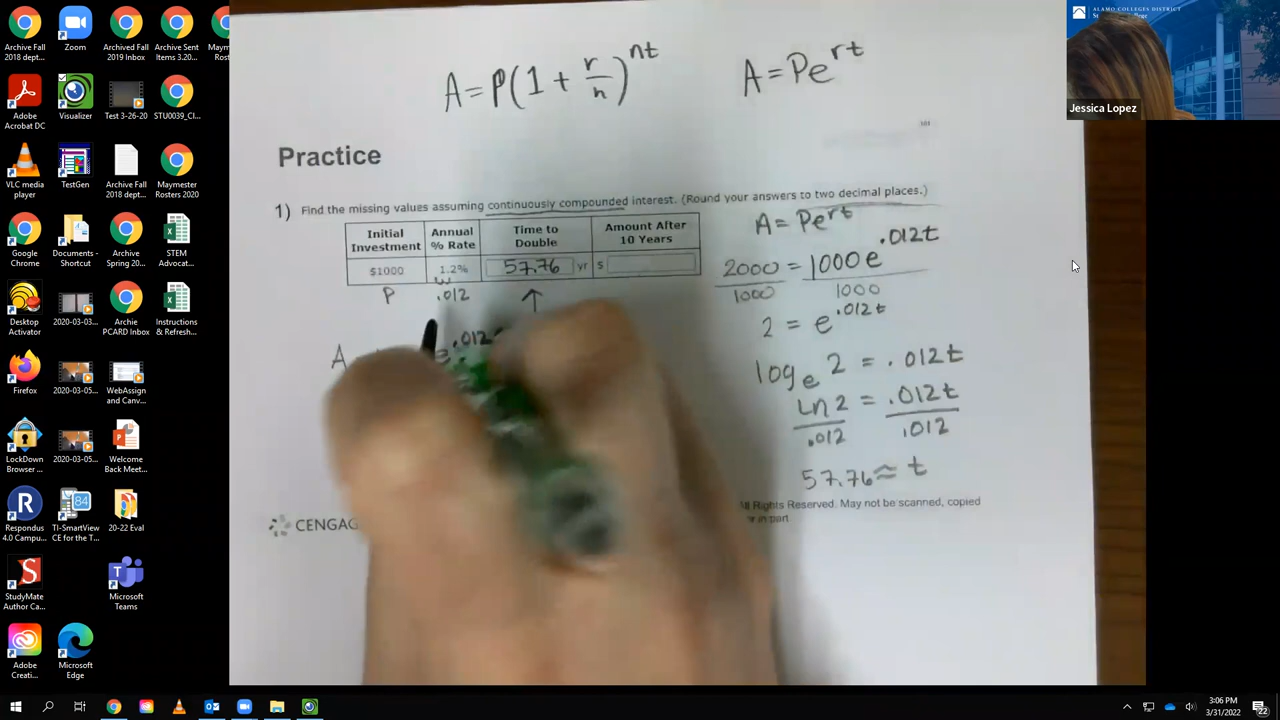 Archive Fall 2018 dept...
Zoom
Archived Fall 2019 Inbox
Archive Sent Items 3.20...
Adobe Acrobat DC
Visualizer
Test 3-26-20
STU0039_CI...
VLC media player
TestGen
Archive Fall 2018 dept...
Maymester Rosters 2020
Google Chrome
Documents - Shortcut
Archive Spring 20...
STEM Advocat...
Desktop Activator
2020-03-03...
Archie PCARD Inbox
Instructions & Refresh...
Firefox
2020-03-05...
WebAssign and Canv...
LockDown Browser ...
2020-03-05...
Welcome Back Meet...
Respondus 4.0 Campu...
TI-SmartView CE for the T...
20-22 Eval
StudyMate Author Ca...
Microsoft Teams
Adobe Creati...
Microsoft Edge
A = P(1 + r/n)^nt
A = Pe^rt
Practice
1) Find the missing values assuming continuously compounded interest. (Round your answers to two decimal places.)
Initial Investment
Annual % Rate
Time to Double
Amount After 10 Years
$1000
1.2%
57.76 yr
$
P
.012
A
.012
A = Pe^rt
2000 = 1000e^.012t
1000 1000
2 = e^.012t
log_e 2 = .012t
Ln 2 = .012t
.012 .012
57.76 ≈ t
All Rights Reserved. May not be scanned, copied
in part
CENGAG
ALAMO COLLEGES DISTRICT
Jessica Lopez
3:06 PM
3/31/2022
22